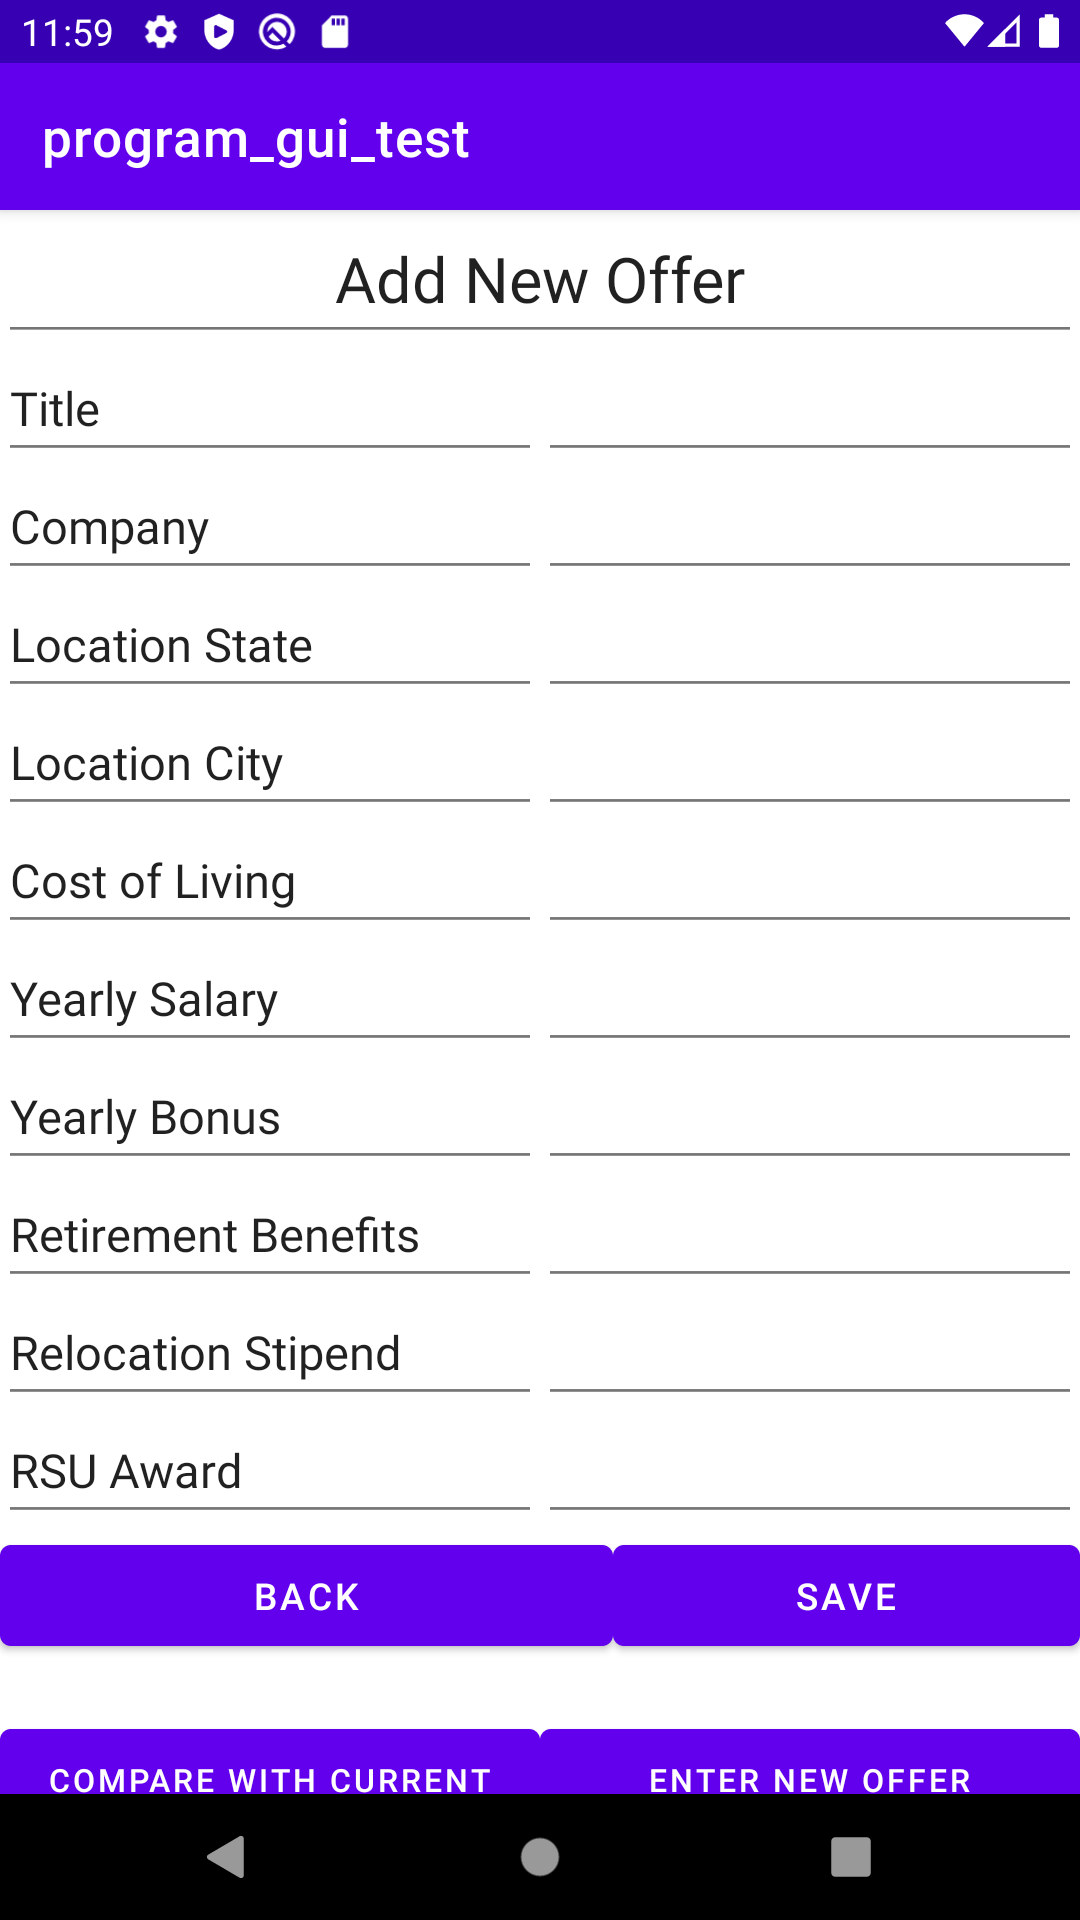 11:59
program_gui_test
Add New Offer
Title
Company
Location State
Location City
Cost of Living
Yearly Salary
Yearly Bonus
Retirement Benefits
Relocation Stipend
RSU Award
BACK SAVE
COMPARE WITH CURRENT ENTER NEW OFFER